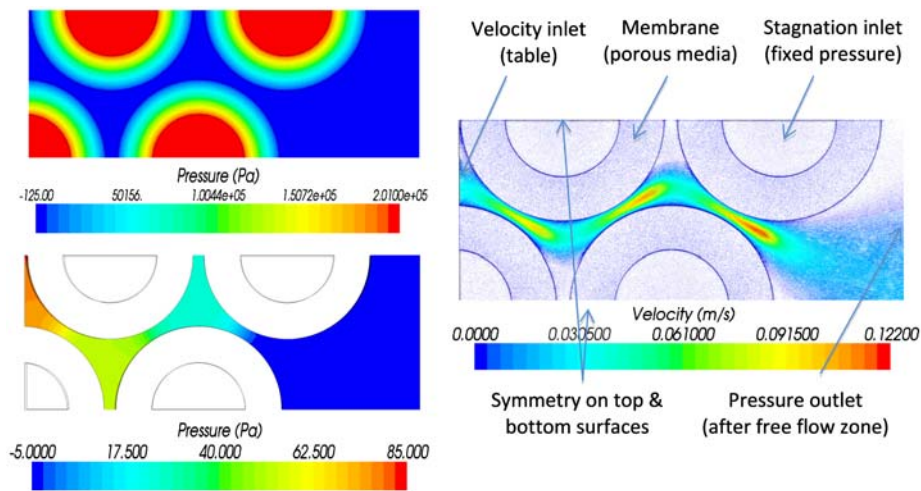 Pressure (Pa)
-125.00 50156. 1.0044e+05 1.5072e+05 2.0100e+05
Pressure (Pa)
-5.0000 17.500 40.000 62.500 85.000
Velocity inlet
(table)
Membrane
(porous media)
Stagnation inlet
(fixed pressure)
Velocity (m/s)
0.0000 0.030500 0.061000 0.091500 0.12200
Symmetry on top &
bottom surfaces
Pressure outlet
(after free flow zone)